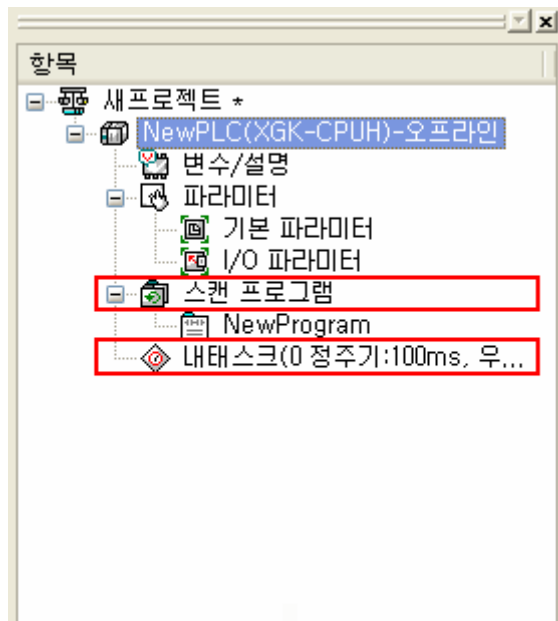 항목
새프로젝트 *
NewPLC(XGK-CPUH)-오프라인
변수/설명
파라미터
기본 파라미터
I/O 파라미터
스캔 프로그램
NewProgram
내태스크(0 정주기:100ms, 우...